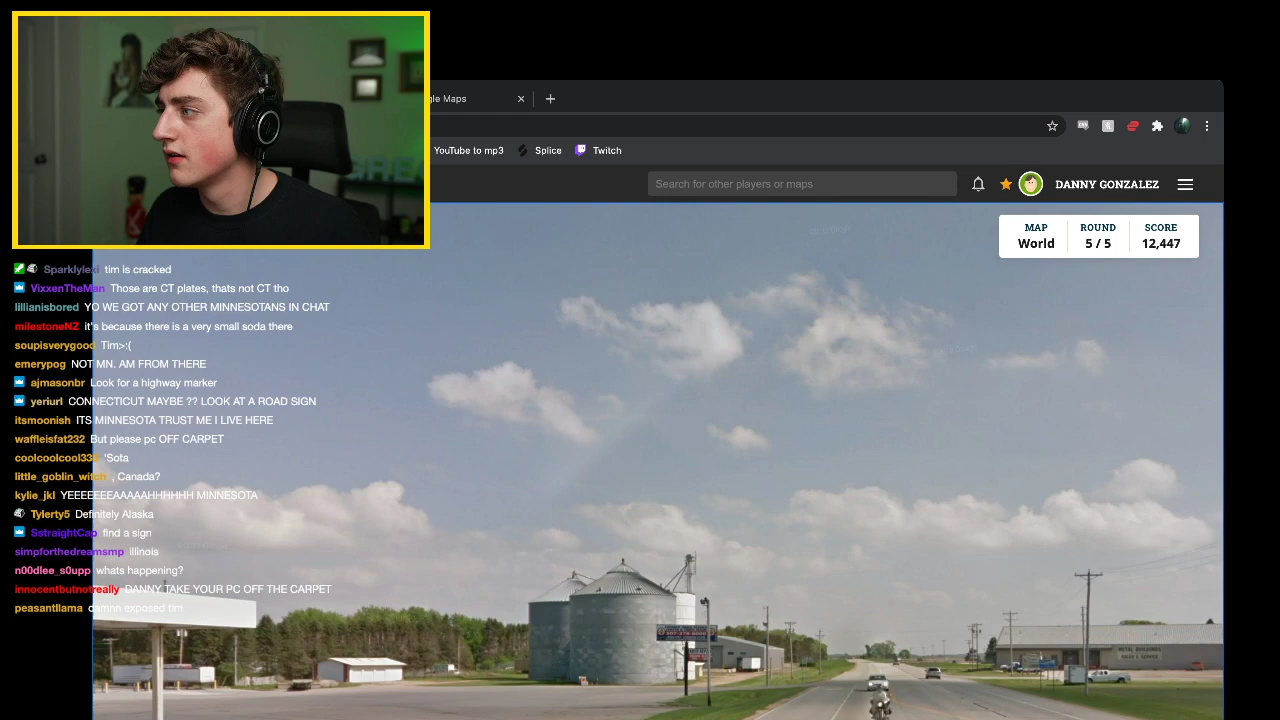 gle Maps
YouTube to mp3 Splice Twitch
Search for other players or maps
DANNY GONZALEZ
MAP ROUND SCORE
World 5 / 5 12,447
tim is cracked
VixxenTheMan Those are CT plates, thats not CT tho
lillianisbored YO WE GOT ANY OTHER MINNESOTANS IN CHAT
milestoneNZ it's because there is a very small soda there
soupisverygood Tim>:(
emerypog NOT MN. AM FROM THERE
ajmasonbr Look for a highway marker
yeriurl CONNECTICUT MAYBE ?? LOOK AT A ROAD SIGN
itsmoonish ITS MINNESOTA TRUST ME I LIVE HERE
waffleisfat232 But please pc OFF CARPET
'Sota
little_goblin_witch , Canada?
kylie_jkl YEEEEEEAAAAAHHHHHH MINNESOTA
Tylerty5 Definitely Alaska
SstraightCap find a sign
simpforthedreamsmp illinois
n00dlee_s0upp whats happening?
innocentbutnotreally DANNY TAKE YOUR PC OFF THE CARPET
peasantllama damnn exposed tim
METAL BUILDINGS
SALES & SERVICE